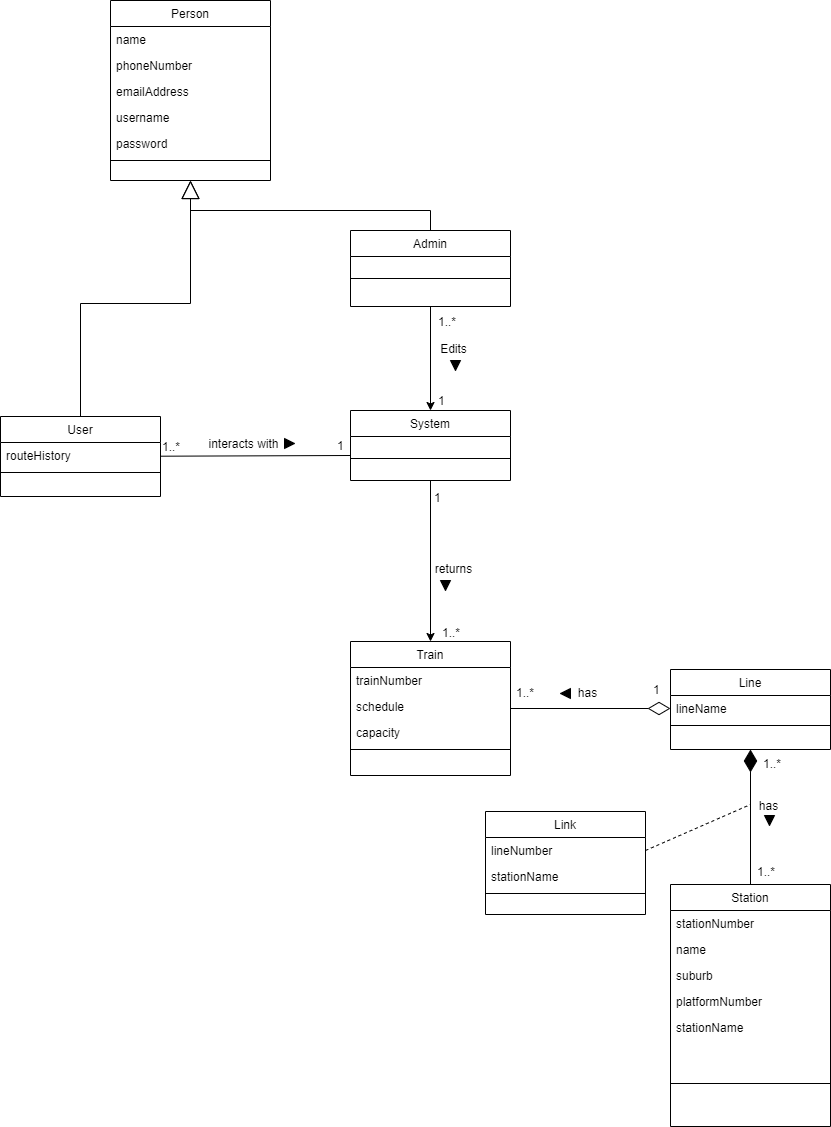 Person
name
phoneNumber
emailAddress
username
password
Admin
1..*
Edits
1
User
routeHistory
1..*
interacts with
1
System
1
returns
1..*
Train
trainNumber
schedule
capacity
1..*
has
1
Line
lineName
1..*
has
1..*
Link
lineNumber
stationName
Station
stationNumber
name
suburb
platformNumber
stationName